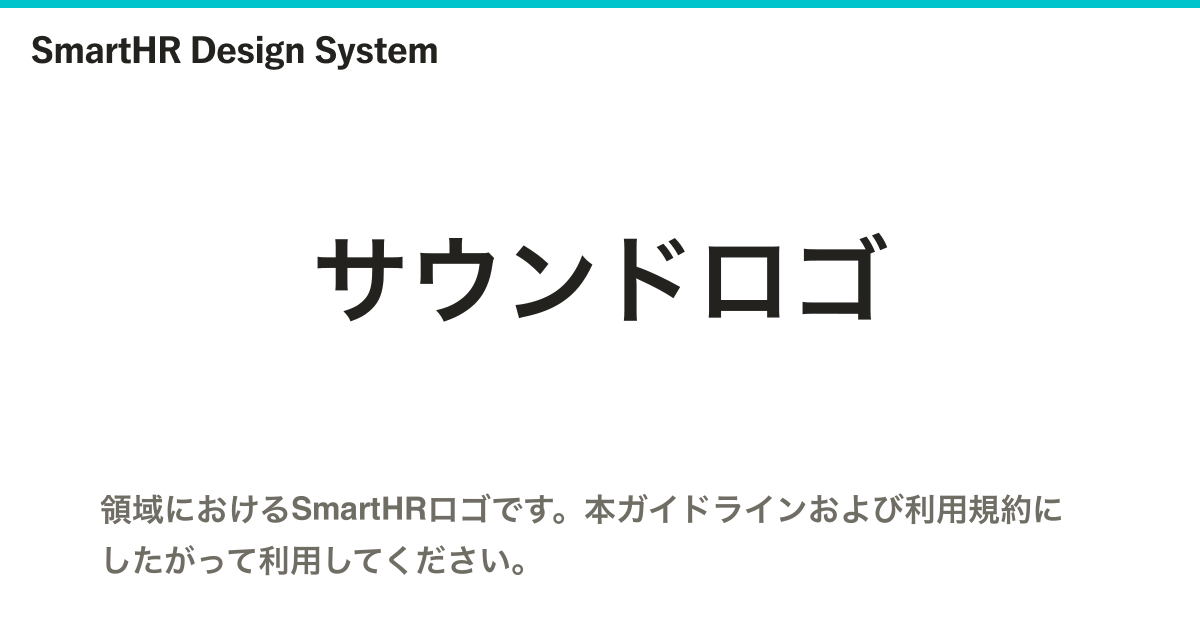 SmartHR Design System
サウンドロゴ
領域におけるSmartHRロゴです。本ガイドラインおよび利用規約に
したがって利用してください。